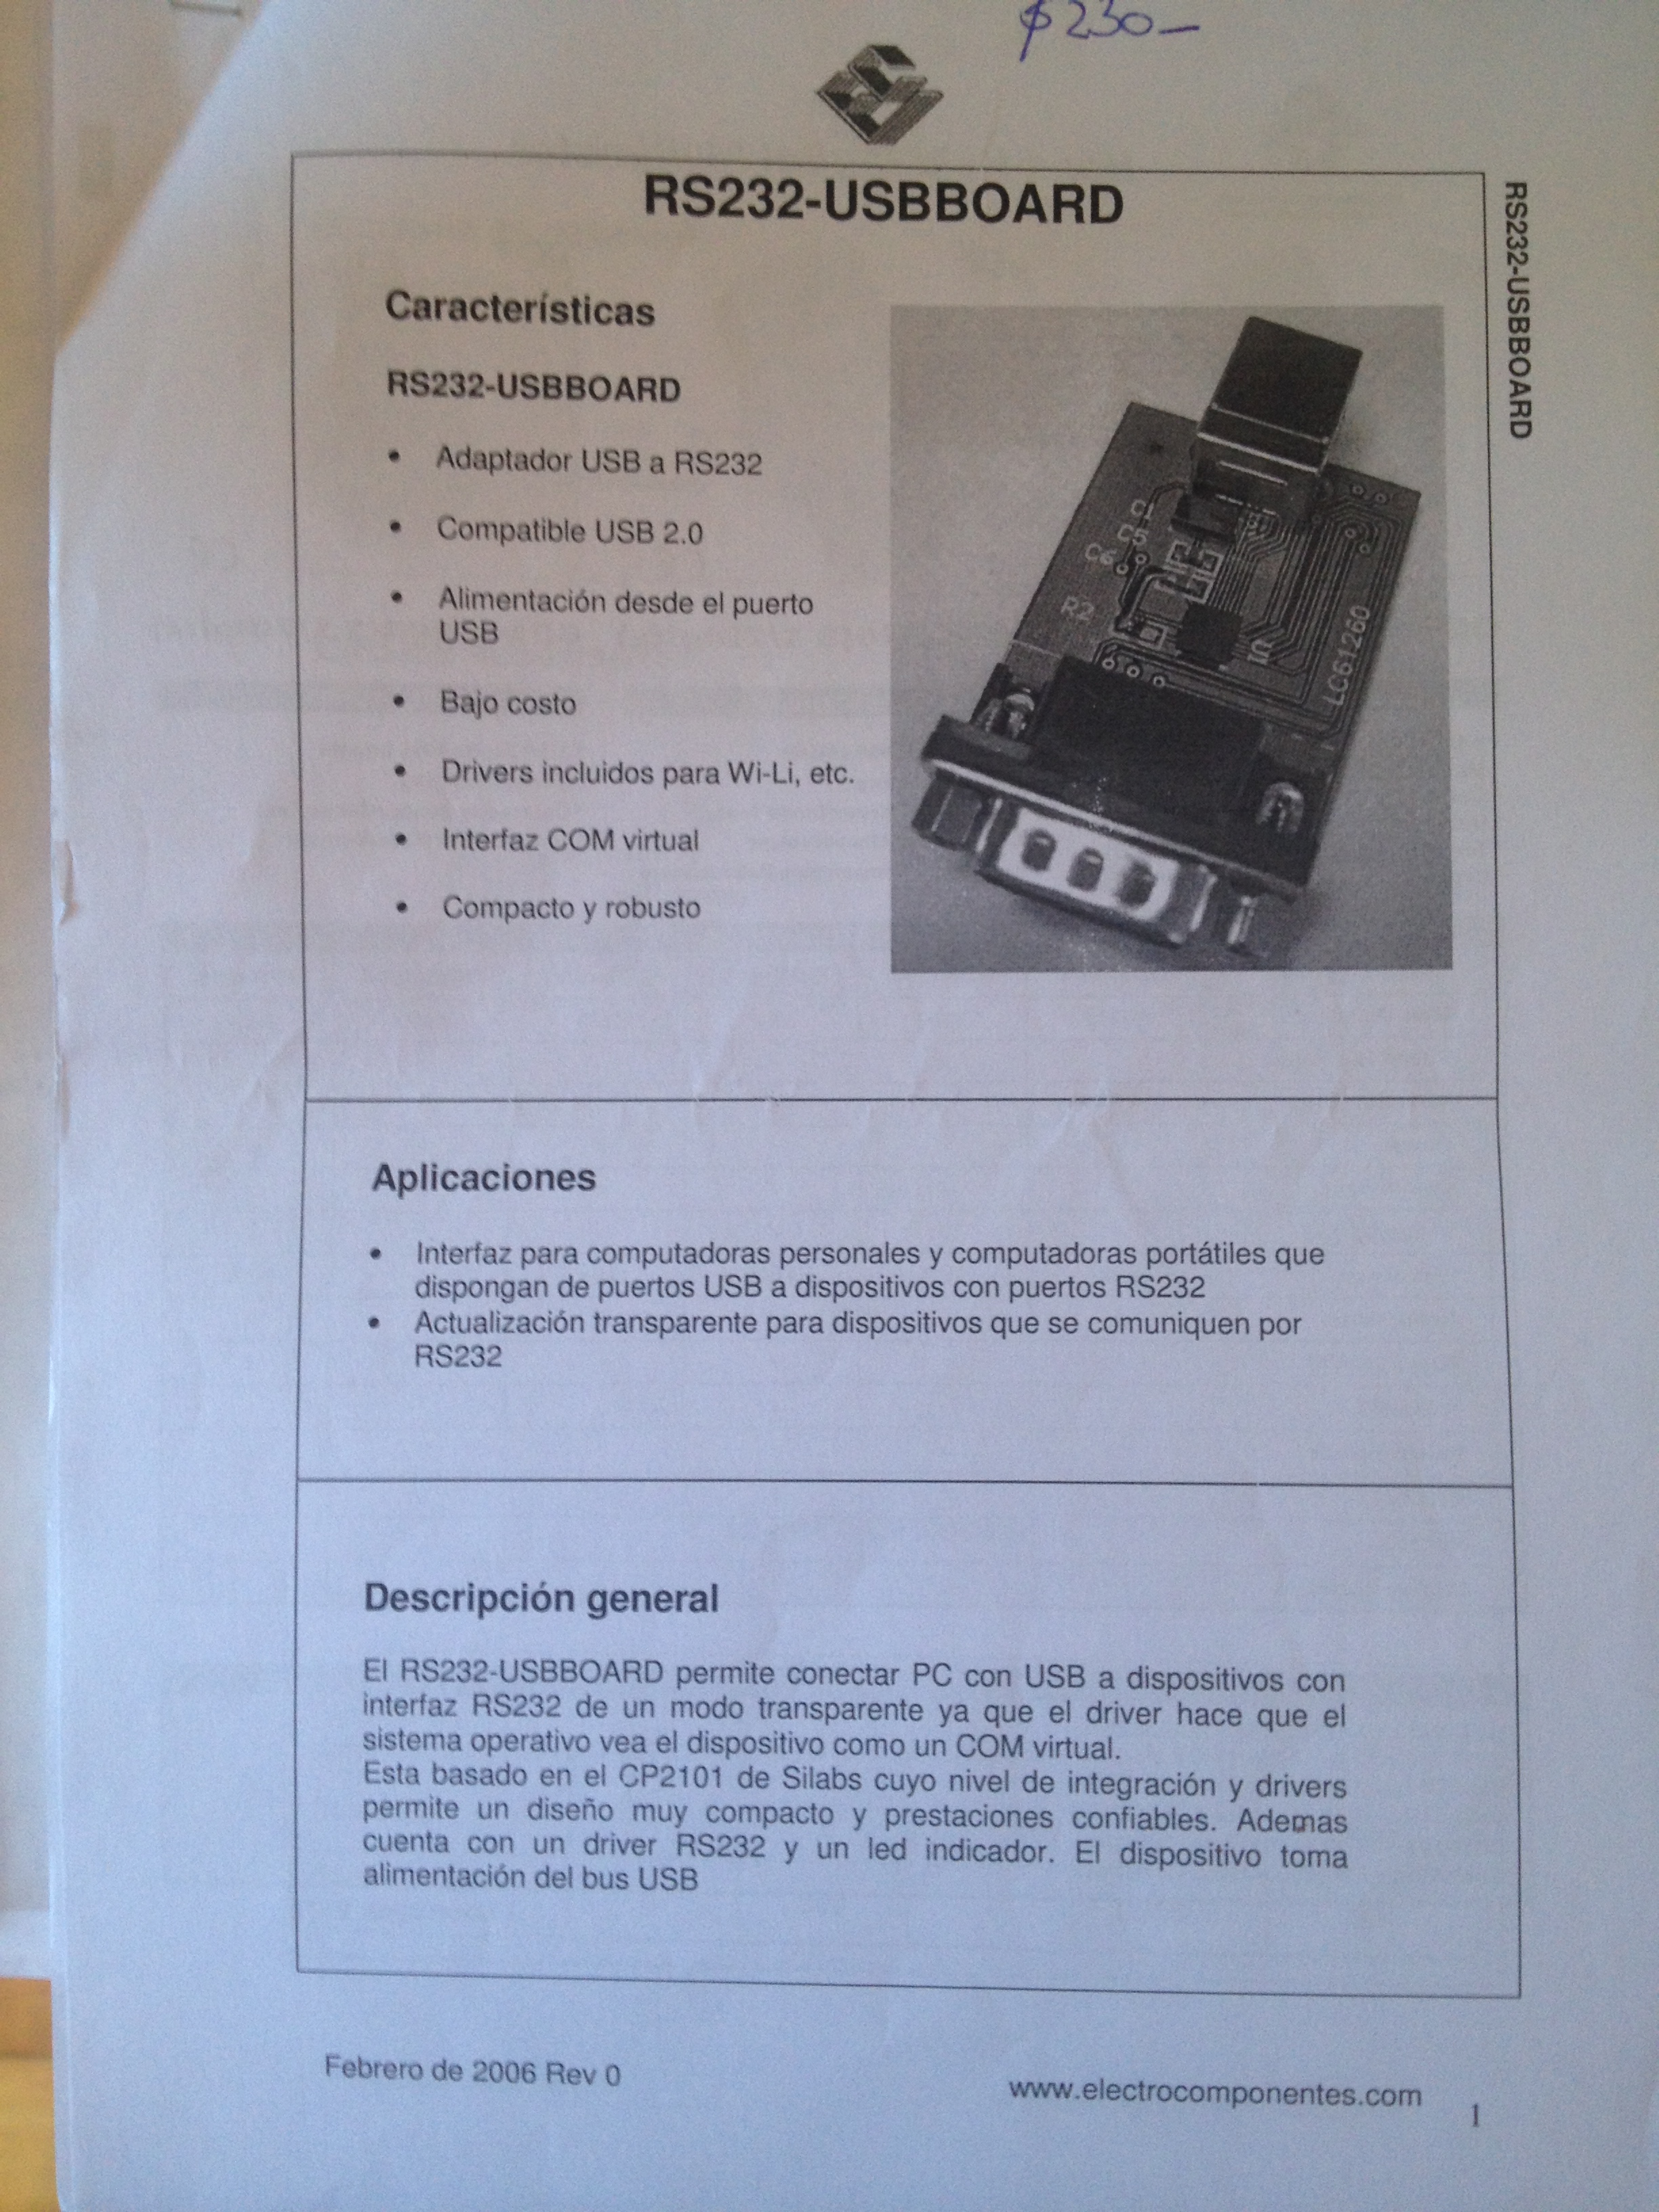 $230–
RS232-USBBOARD
RS232-USBBOARD
Características
RS232-USBBOARD
• Adaptador USB a RS232
• Compatible USB 2.0
• Alimentación desde el puerto
USB
• Bajo costo
• Drivers incluidos para Wi-Li, etc.
• Interfaz COM virtual
• Compacto y robusto
C1
C5
C6
R2
LC61260
Aplicaciones
• Interfaz para computadoras personales y computadoras portátiles que
dispongan de puertos USB a dispositivos con puertos RS232
• Actualización transparente para dispositivos que se comuniquen por
RS232
Descripción general
El RS232-USBBOARD permite conectar PC con USB a dispositivos con
interfaz RS232 de un modo transparente ya que el driver hace que el
sistema operativo vea el dispositivo como un COM virtual.
Esta basado en el CP2101 de Silabs cuyo nivel de integración y drivers
permite un diseño muy compacto y prestaciones confiables. Ademas
cuenta con un driver RS232 y un led indicador. El dispositivo toma
alimentación del bus USB
Febrero de 2006 Rev 0
www.electrocomponentes.com
1